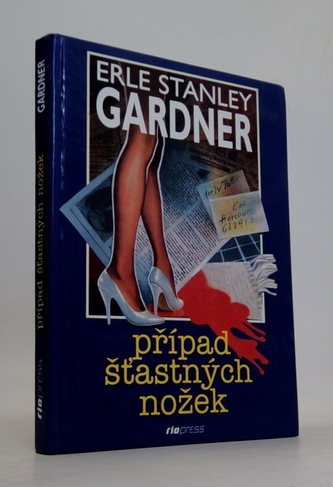 GARDNER
případ šťastných nožek
riopress
ERLE STANLEY
GARDNER
případ
šťastných
nožek
riopress